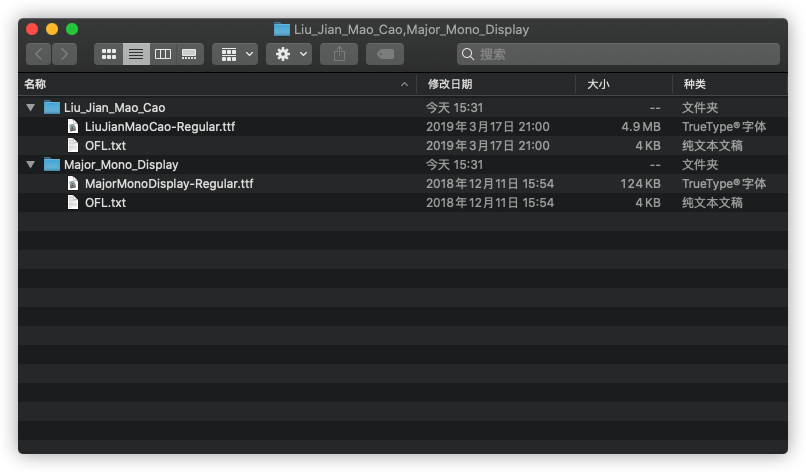 Liu_Jian_Mao_Cao,Major_Mono_Display
搜索
名称 修改日期 大小 种类
Liu_Jian_Mao_Cao 今天 15:31 -- 文件夹
LiuJianMaoCao-Regular.ttf 2019年3月17日 21:00 4.9 MB TrueType® 字体
OFL.txt 2019年3月17日 21:00 4 KB 纯文本文稿
Major_Mono_Display 今天 15:31 -- 文件夹
MajorMonoDisplay-Regular.ttf 2018年12月11日 15:54 124 KB TrueType® 字体
OFL.txt 2018年12月11日 15:54 4 KB 纯文本文稿